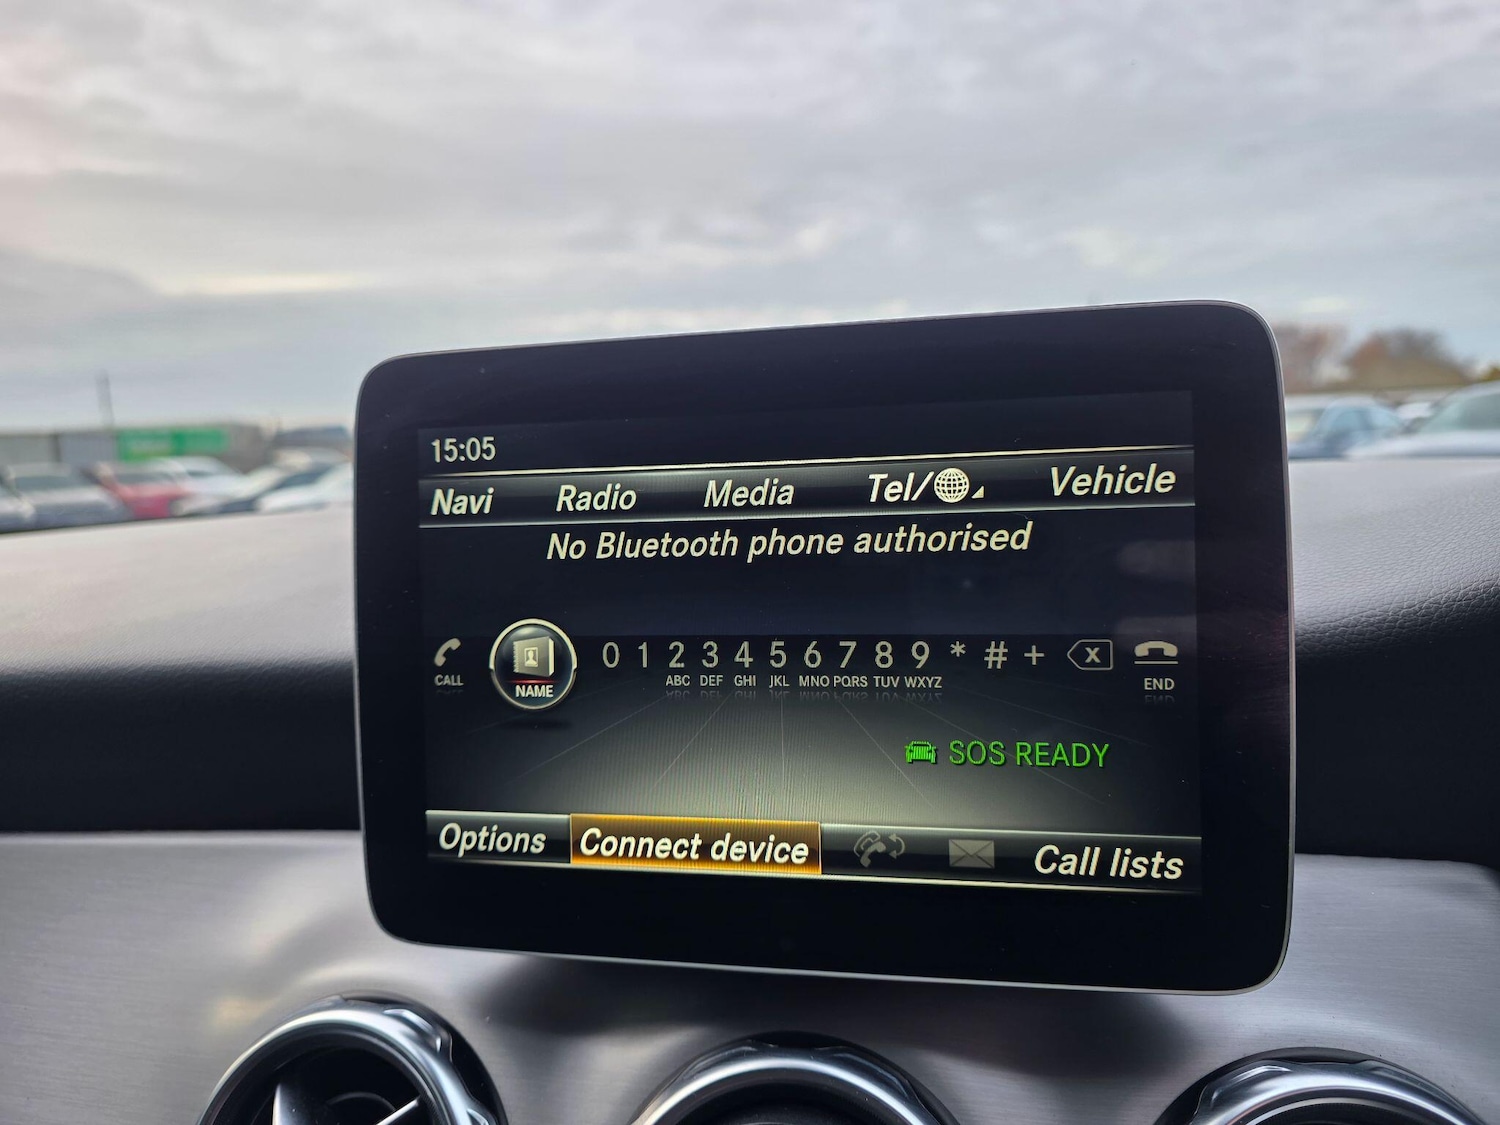 15:05
Navi Radio Media Tel/ Vehicle
No Bluetooth phone authorised
0 1 2 3 4 5 6 7 8 9 * # + X
CALL NAME ABC DEF GHI JKL MNO PQRS TUV WXYZ END
SOS READY
Options Connect device Call lists